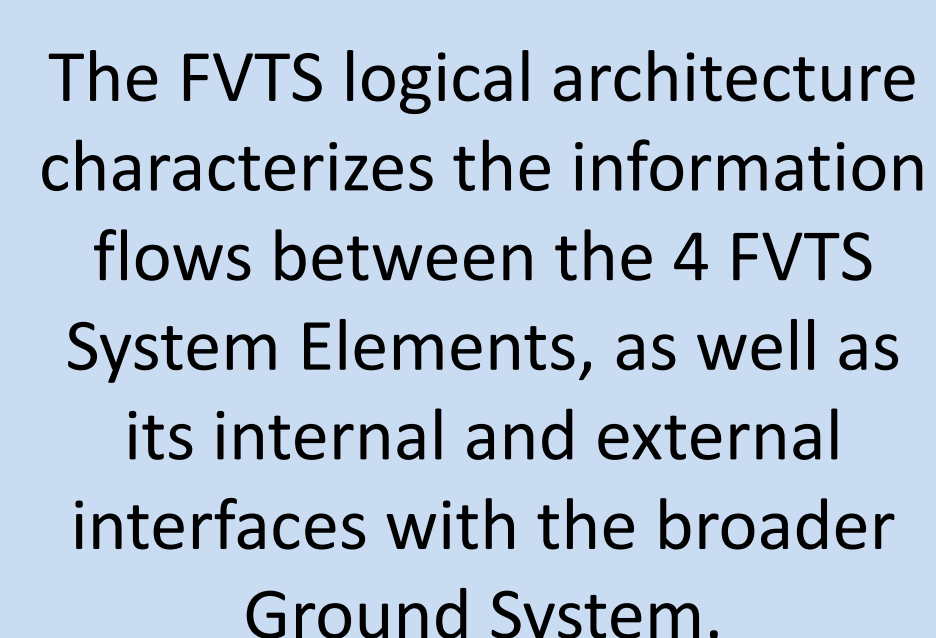 The FVTS logical architecture
characterizes the information
flows between the 4 FVTS
System Elements, as well as
its internal and external
interfaces with the broader
Ground System.